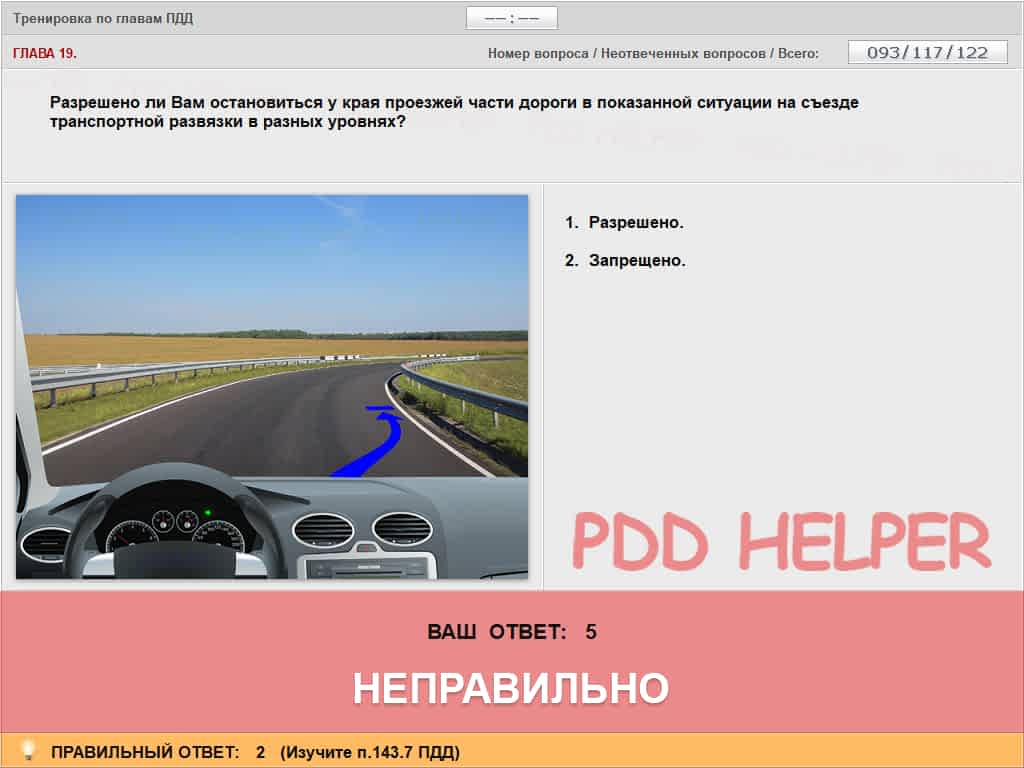 Тренировка по главам ПДД
—— : ——
ГЛАВА 19.
Номер вопроса / Неотвеченных вопросов / Всего:
093/117/122
Разрешено ли Вам остановиться у края проезжей части дороги в показанной ситуации на съезде
транспортной развязки в разных уровнях?
1. Разрешено.
2. Запрещено.
PDD HELPER
ВАШ ОТВЕТ: 5
НЕПРАВИЛЬНО
ПРАВИЛЬНЫЙ ОТВЕТ: 2 (Изучите п.143.7 ПДД)